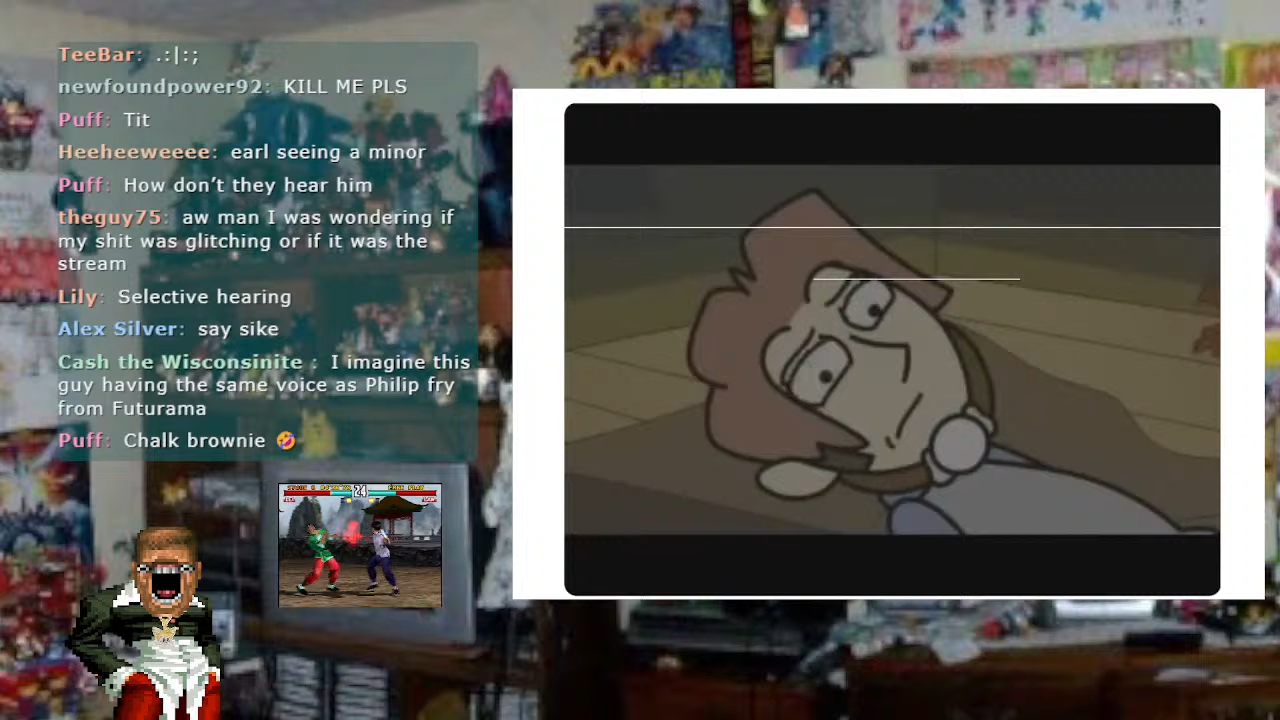 TeeBar: .:|:;
newfoundpower92: KILL ME PLS
Puff: Tit
Heeheeweeee: earl seeing a minor
Puff: How don’t they hear him
theguy75: aw man I was wondering if
my shit was glitching or if it was the
stream
Lily: Selective hearing
Alex Silver: say sike
Cash the Wisconsinite : I imagine this
guy having the same voice as Philip fry
from Futurama
Puff: Chalk brownie 🤣
24